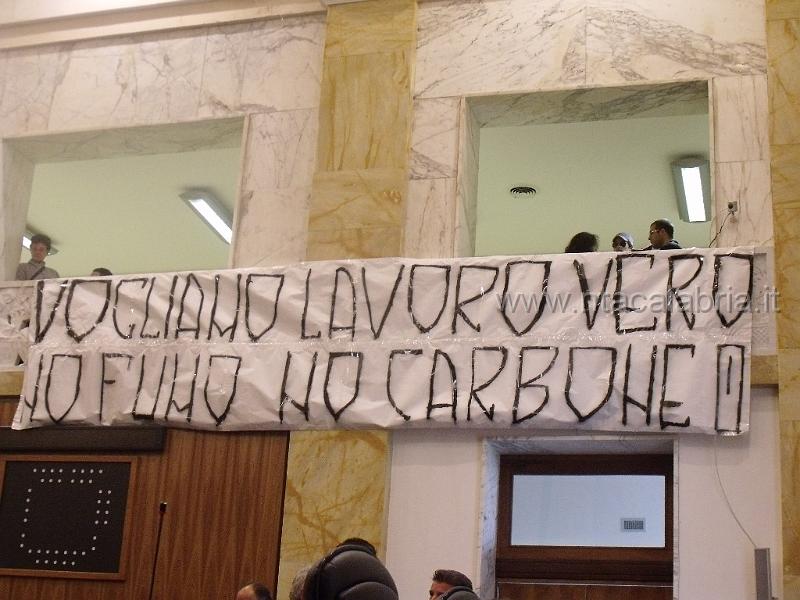 VOGLIAMO LAVORO VERO
NO FUMO NO CARBONE!
www.ntacalabria.it